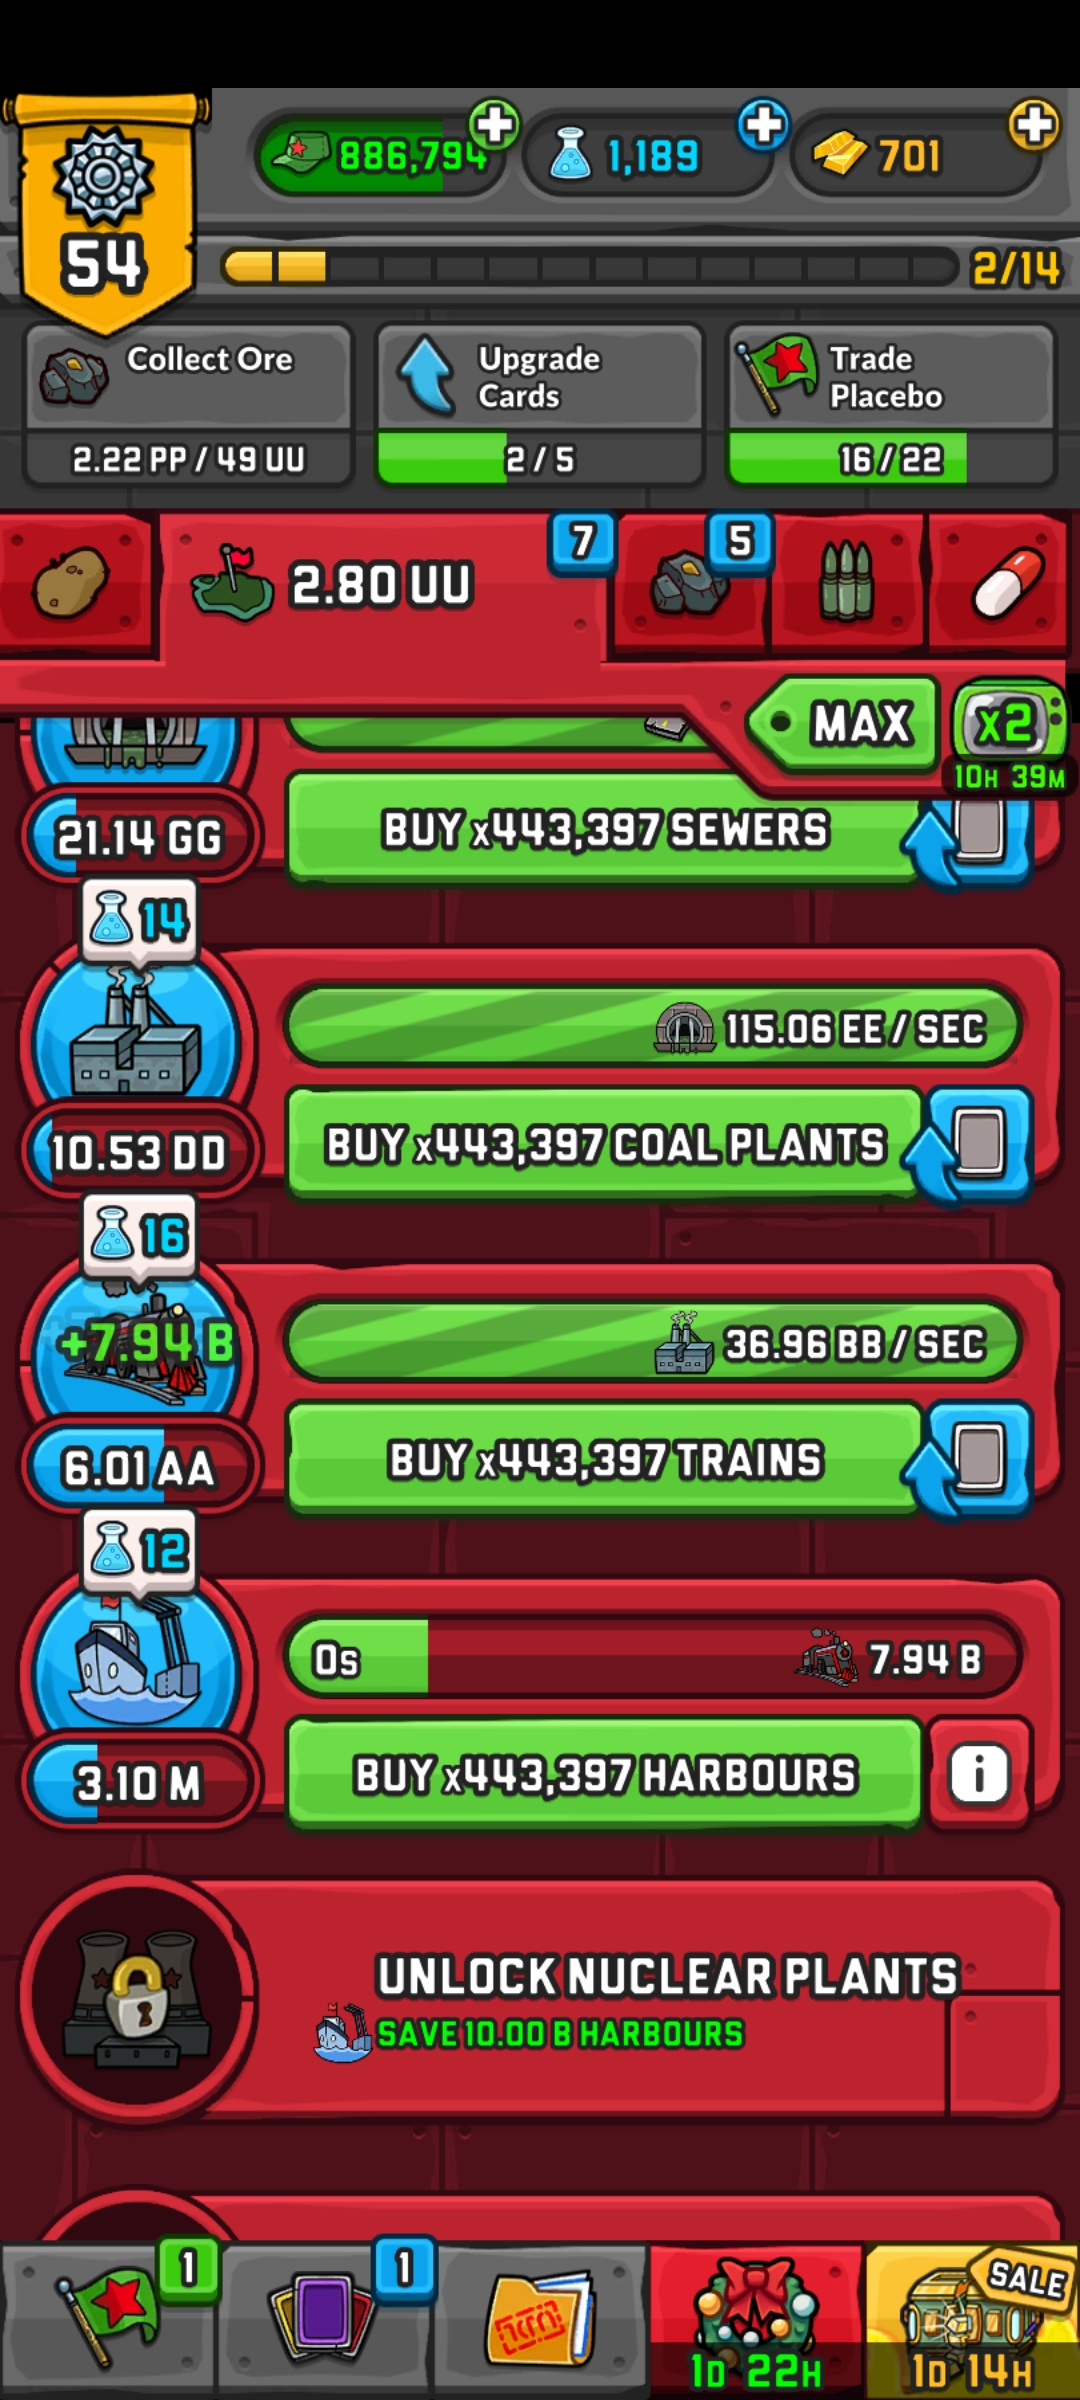 886,794
1,189
701
54
2/14
Collect Ore
2.22 PP / 49 UU
Upgrade
Cards
2 / 5
Trade
Placebo
16 / 22
2.80 UU
7
5
MAX
X2
10H 39M
21.14 GG
BUY x443,397 SEWERS
14
115.06 EE / SEC
10.53 DD
BUY x443,397 COAL PLANTS
16
+7.94 B
36.96 BB / SEC
6.01 AA
BUY x443,397 TRAINS
12
0s
7.94 B
3.10 M
BUY x443,397 HARBOURS
i
UNLOCK NUCLEAR PLANTS
SAVE 10.00 B HARBOURS
1
1
1D 22H
SALE
1D 14H